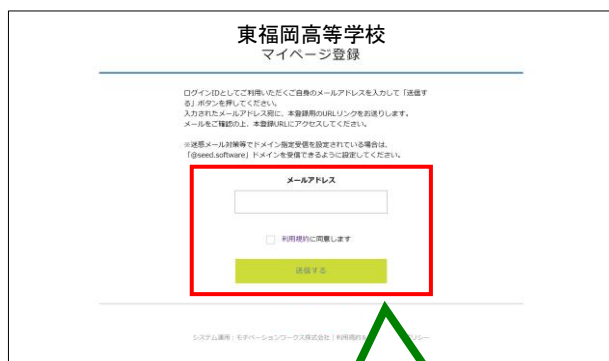 東福岡高等学校
マイページ登録
ログインIDとしてご利用いただくご自身のメールアドレスを入力して「送信す
る」ボタンを押してください。
入力されたメールアドレス宛に、本登録用のURLリンクをお送りします。
メールをご確認の上、本登録URLにアクセスしてください。
※迷惑メール対策等でドメイン指定受信を設定されている場合は、
「@seed.software」ドメインを受信できるように設定してください。
メールアドレス
利用規約に同意します
送信する
システム運用：モチベーションワークス株式会社 | 利用規約
シー